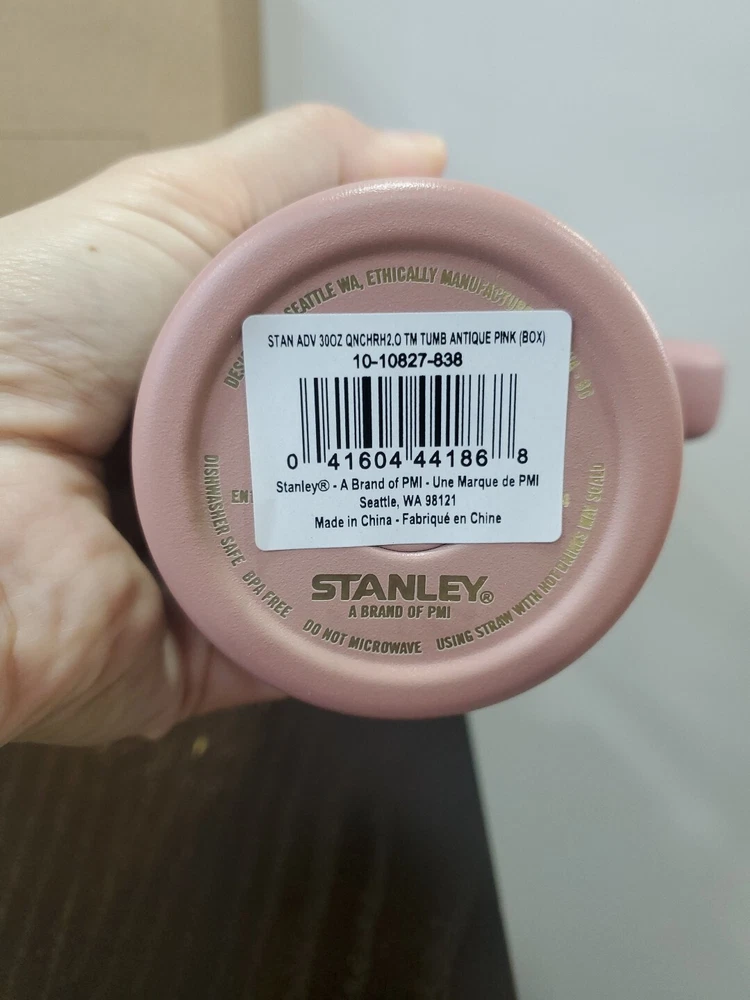 SEATTLE WA, ETHICALLY
STAN ADV 30OZ QNCHRH2.O TM TUMB ANTIQUE PINK (BOX)
10-10827-838
0 41604 44186 8
Stanley® - A Brand of PMI - Une Marque de PMI
Seattle, WA 98121
Made in China - Fabriqué en Chine
STANLEY®
A BRAND OF PMI
DISHWASHER SAFE BPA FREE DO NOT MICROWAVE USING STRAW WITH HOT LIQUIDS MAY SCALD